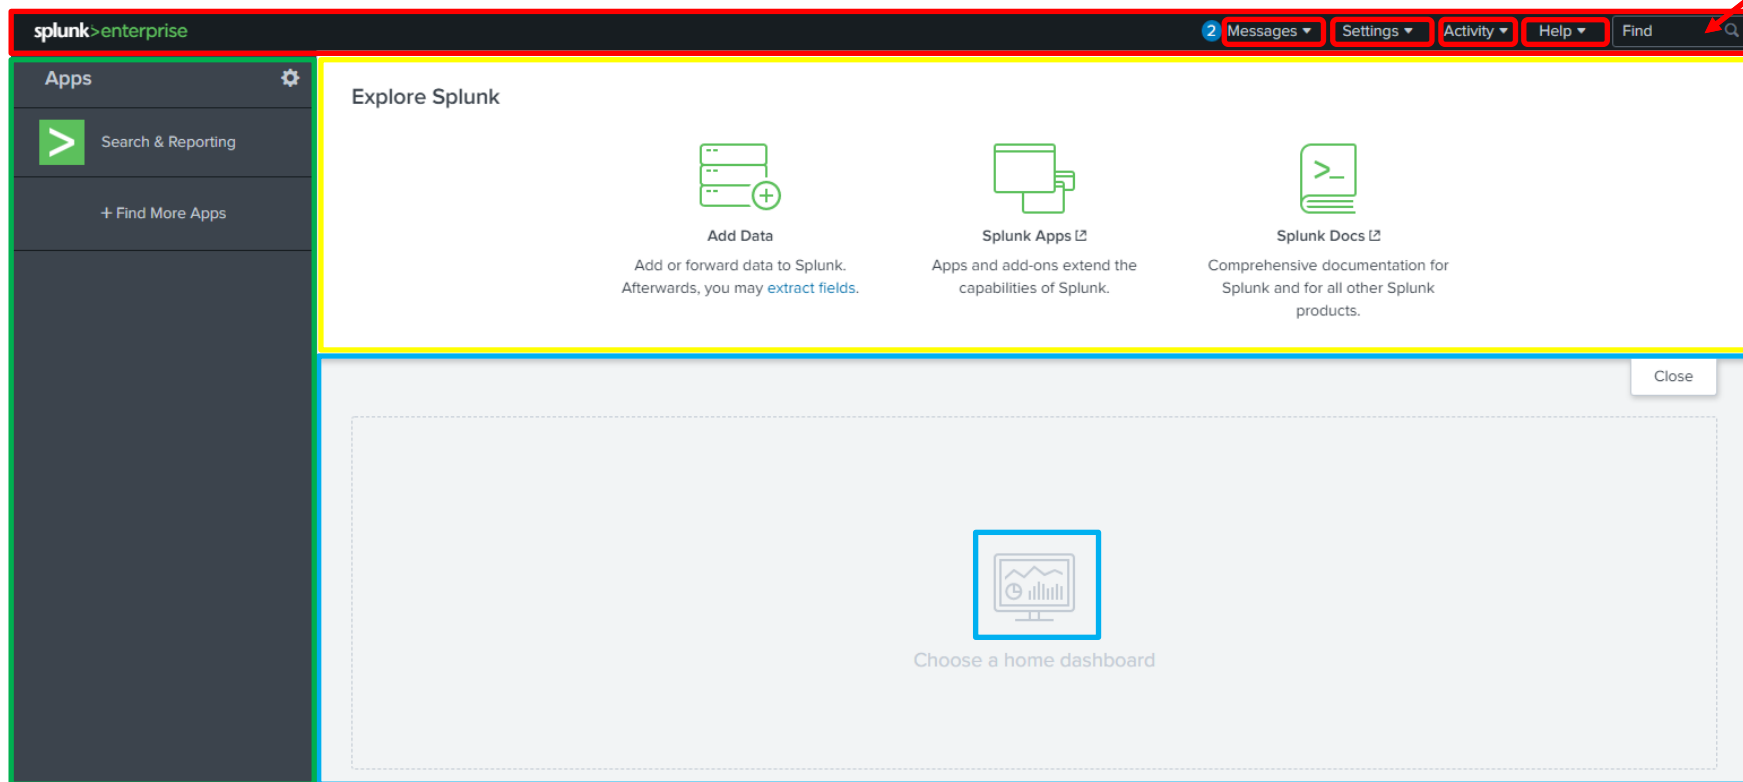 splunk>enterprise
2 Messages ▾ Settings ▾ Activity ▾ Help ▾ Find
Apps
Search & Reporting
+ Find More Apps
Explore Splunk
Add Data
Add or forward data to Splunk.
Afterwards, you may extract fields.
Splunk Apps
Apps and add-ons extend the
capabilities of Splunk.
Splunk Docs
Comprehensive documentation for
Splunk and for all other Splunk
products.
Close
Choose a home dashboard